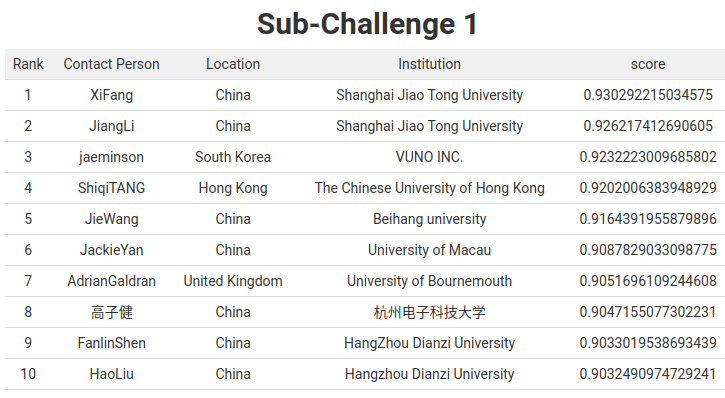 Sub-Challenge 1
Rank Contact Person Location Institution score
1 XiFang China Shanghai Jiao Tong University 0.930292215034575
2 JiangLi China Shanghai Jiao Tong University 0.926217412690605
3 jaeminson South Korea VUNO INC. 0.9232223009685802
4 ShiqiTANG Hong Kong The Chinese University of Hong Kong 0.9202006383948929
5 JieWang China Beihang university 0.9164391955879896
6 JackieYan China University of Macau 0.9087829033098775
7 AdrianGaldran United Kingdom University of Bournemouth 0.9051696109244608
8 高子健 China 杭州电子科技大学 0.9047155077302231
9 FanlinShen China HangZhou Dianzi University 0.9033019538693439
10 HaoLiu China Hangzhou Dianzi University 0.9032490974729241